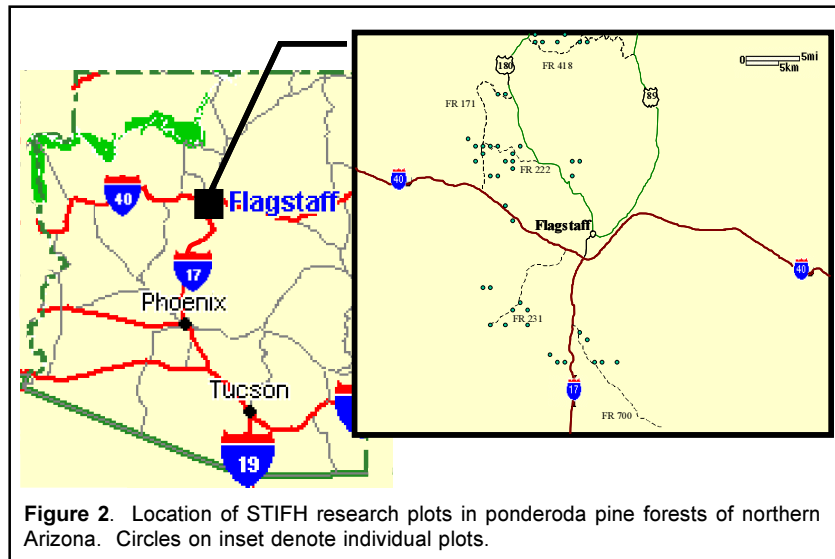 FR 418
180
0 5mi
5km
89
FR 171
FR 222
40
40
Flagstaff
Flagstaff
17
40
Phoenix
FR 231
Tucson
17
FR 700
19
Figure 2. Location of STIFH research plots in ponderoda pine forests of northern
Arizona. Circles on inset denote individual plots.